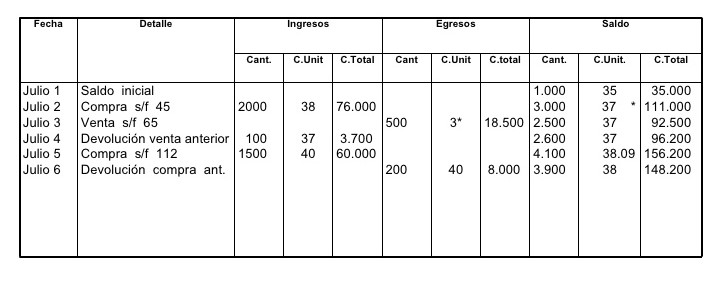 Fecha Detalle Ingresos Egresos Saldo
Cant. C.Unit C.Total Cant C.Unit C.total Cant. C.Unit. C.Total
Julio 1 Saldo inicial 1.000 35 35.000
Julio 2 Compra s/f 45 2000 38 76.000 3.000 37 * 111.000
Julio 3 Venta s/f 65 500 3* 18.500 2.500 37 92.500
Julio 4 Devolución venta anterior 100 37 3.700 2.600 37 96.200
Julio 5 Compra s/f 112 1500 40 60.000 4.100 38.09 156.200
Julio 6 Devolución compra ant. 200 40 8.000 3.900 38 148.200